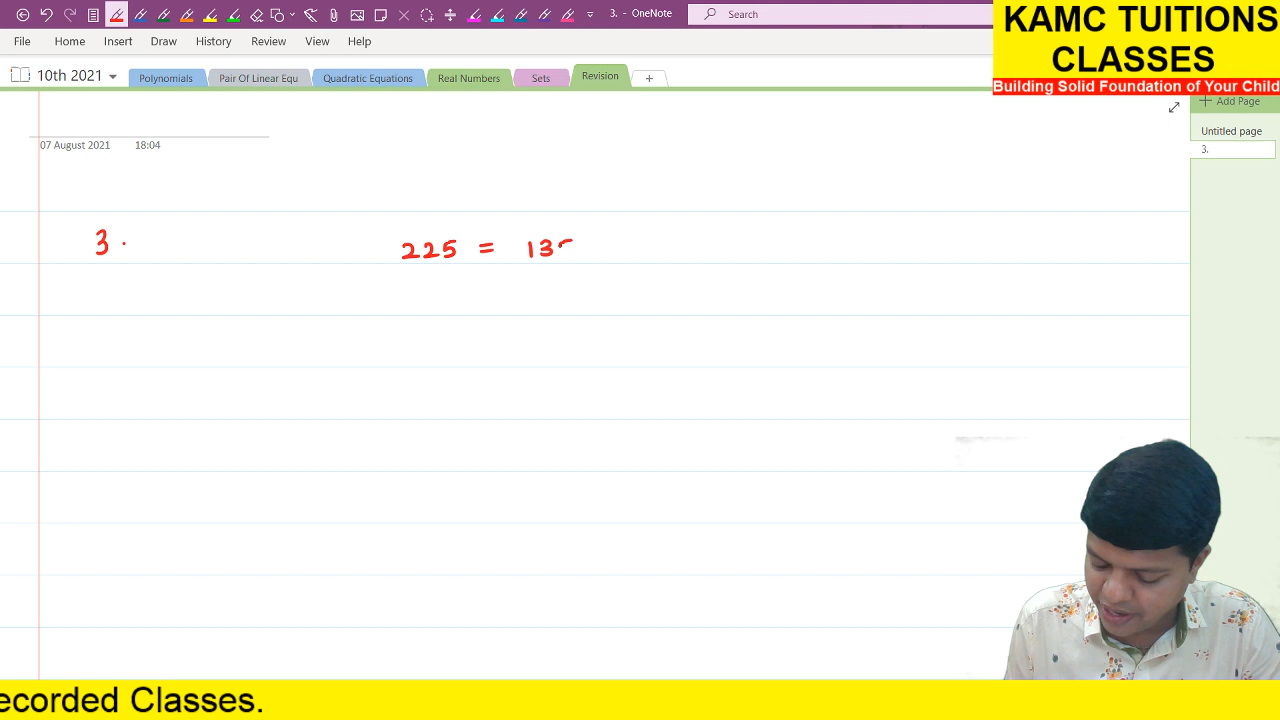 3. - OneNote
Search
KAMC TUITIONS
CLASSES
Building Solid Foundation of Your Child
File Home Insert Draw History Review View Help
10th 2021
Polynomials
Pair Of Linear Equ
Quadratic Equations
Real Numbers
Sets
Revision
+
+ Add Page
Untitled page
3.
07 August 2021 18:04
3.
225 = 13
ecorded Classes.